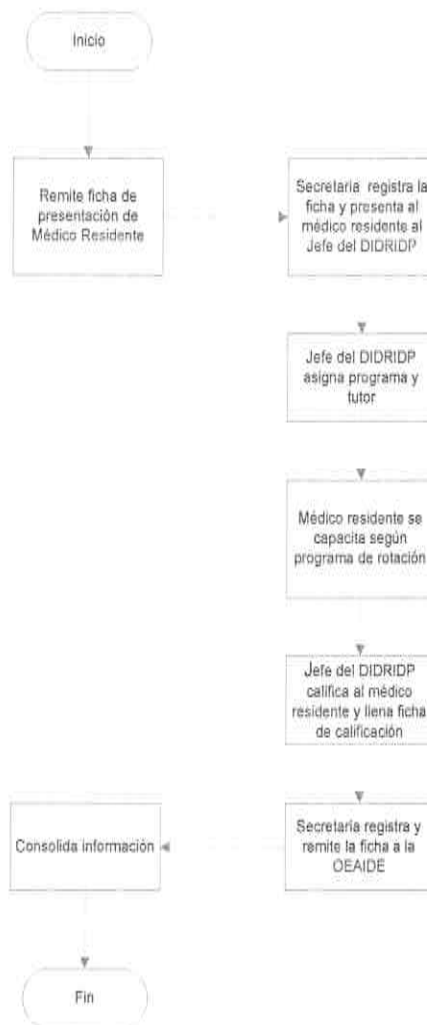 Inicio
Remite ficha de
presentación de
Médico Residente
Secretaria registra la
ficha y presenta al
médico residente al
Jefe del DIDRIDP
Jefe del DIDRIDP
asigna programa y
tutor
Médico residente se
capacita según
programa de rotación
Jefe del DIDRIDP
califica al médico
residente y llena ficha
de calificación
Secretaría registra y
remite la ficha a la
OEAIDE
Consolida información
Fin